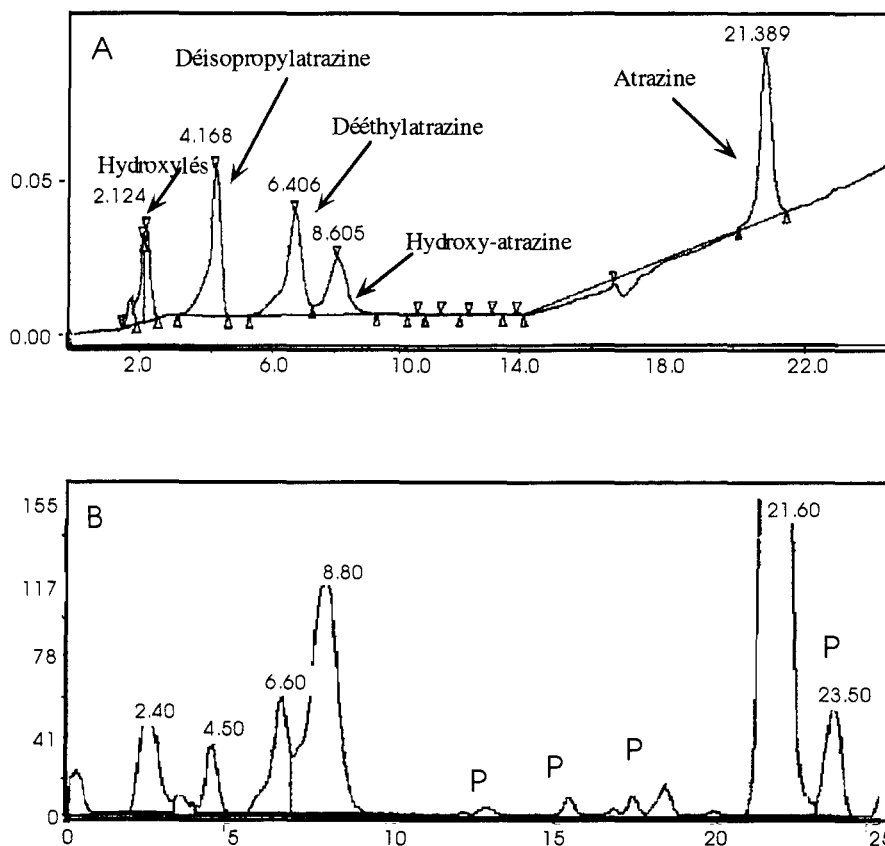 A
Déisopropylatrazine
21.389
Atrazine
4.168
Dééthylatrazine
Hydroxylés
2.124
6.406
8.605
Hydroxy-atrazine
0.05
0.00
2.0 6.0 10.0 14.0 18.0 22.0
B
155
117
78
41
0
2.40
4.50
6.60
8.80
P
P
P
21.60
P
23.50
0 5 10 15 20 25